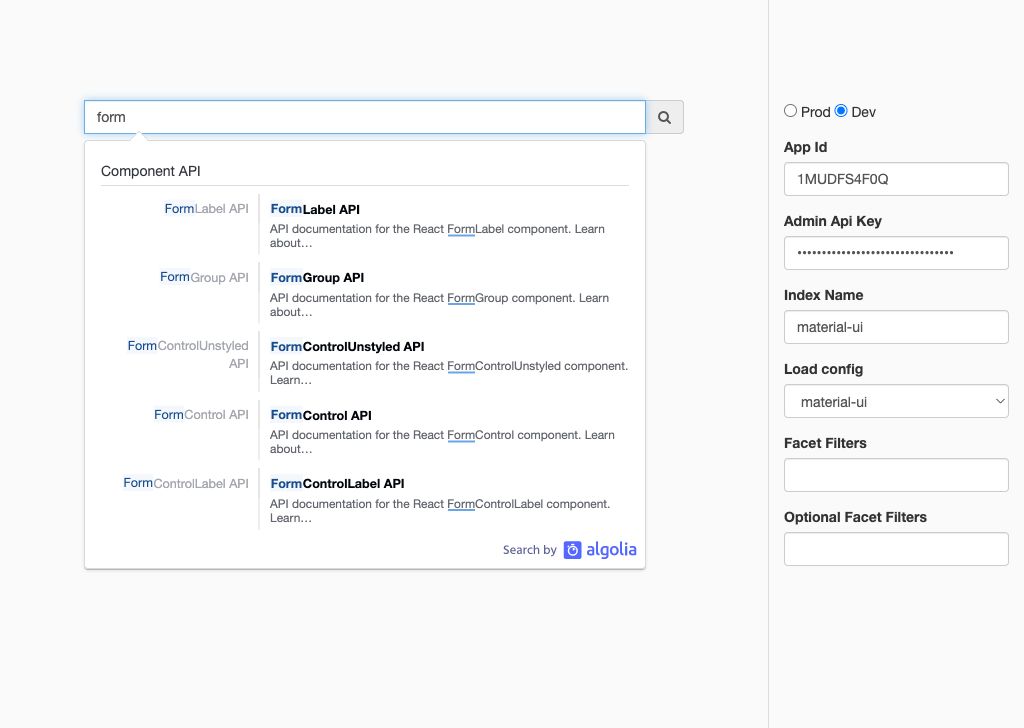 form
Component API
FormLabel API
FormLabel API
API documentation for the React FormLabel component. Learn
about…
FormGroup API
FormGroup API
API documentation for the React FormGroup component. Learn
about…
FormControlUnstyled
API
FormControlUnstyled API
API documentation for the React FormControlUnstyled component.
Learn…
FormControl API
FormControl API
API documentation for the React FormControl component. Learn
about…
FormControlLabel API
FormControlLabel API
API documentation for the React FormControlLabel component.
Learn…
Search by algolia
Prod Dev
App Id
1MUDFS4F0Q
Admin Api Key
Index Name
material-ui
Load config
material-ui
Facet Filters
Optional Facet Filters